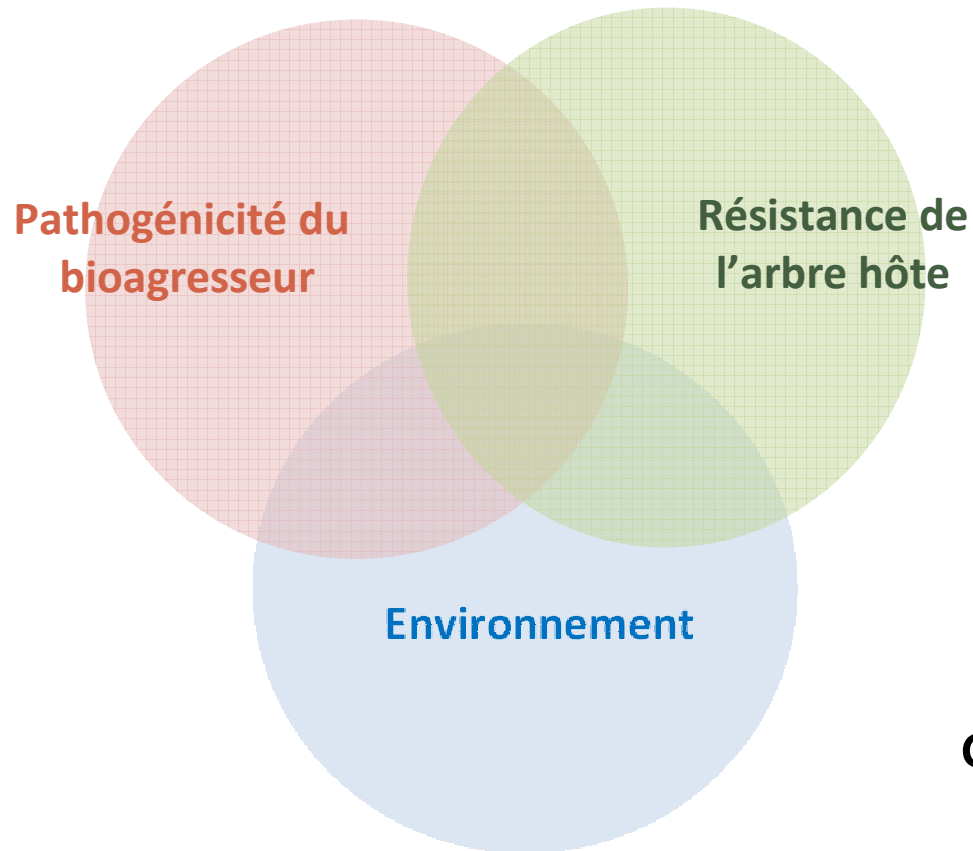 Pathogénicité du
bioagresseur
Résistance de
l’arbre hôte
Environnement